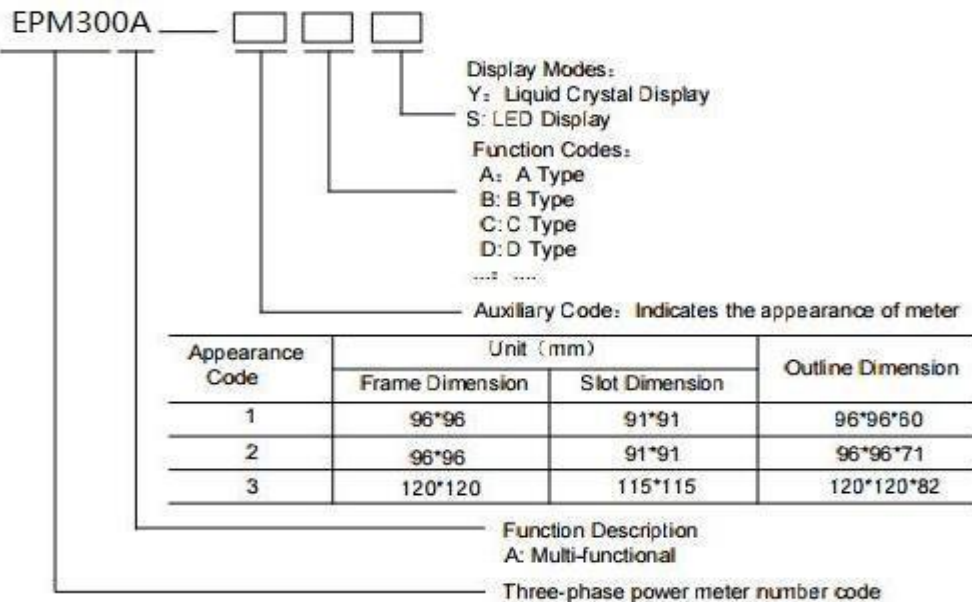 EPM300A
Display Modes:
Y: Liquid Crystal Display
S: LED Display
Function Codes:
A: A Type
B: B Type
C: C Type
D: D Type
...: ....
Auxiliary Code: Indicates the appearance of meter
Appearance Code Unit (mm) Outline Dimension
Frame Dimension Slot Dimension
1 96*96 91*91 96*96*60
2 96*96 91*91 96*96*71
3 120*120 115*115 120*120*82
Function Description
A: Multi-functional
Three-phase power meter number code